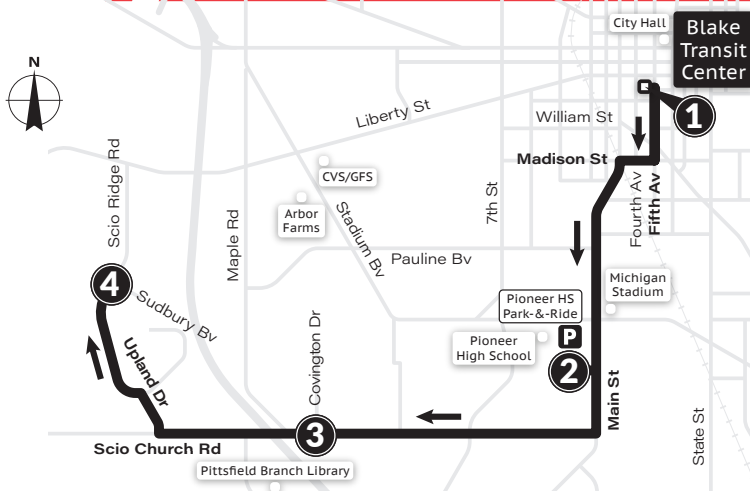 City Hall
Blake
Transit
Center
N
1
William St
Liberty St
Madison St
Scio Ridge Rd
CVS/GFS
Arbor
Farms
Maple Rd
Stadium Bv
7th St
Fourth Av
Fifth Av
Pauline Bv
4
Sudbury Bv
Michigan
Stadium
Pioneer HS
Park-&-Ride
P
Pioneer
High School
2
Upland Dr
Covington Dr
Main St
State St
3
Scio Church Rd
Pittsfield Branch Library